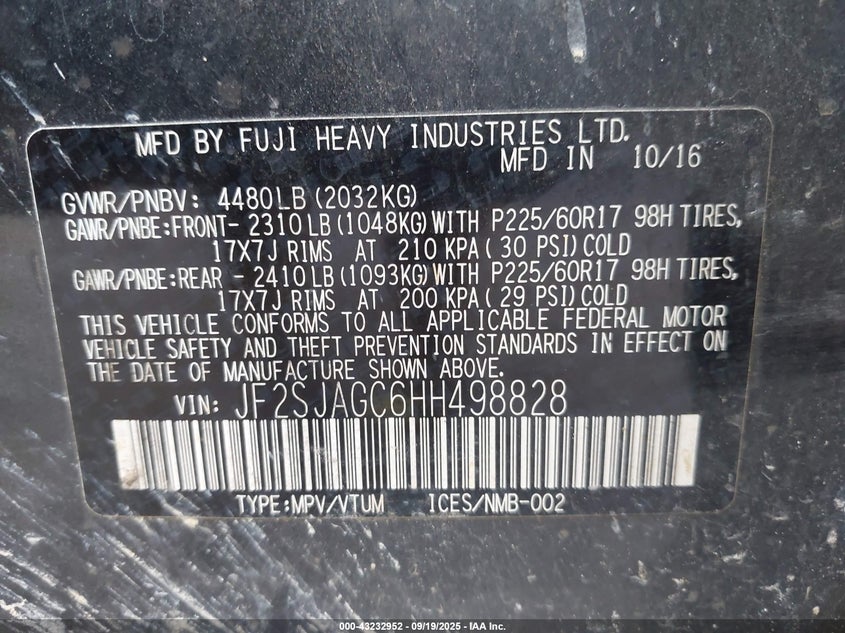 MFD BY FUJI HEAVY INDUSTRIES LTD.
MFD IN 10/16
GVWR/PNBV: 4480LB (2032KG)
GAWR/PNBE:FRONT- 2310 LB (1048KG) WITH P225/60R17 98H TIRES,
17X7J RIMS AT 210 KPA ( 30 PSI) COLD
GAWR/PNBE:REAR - 2410 LB (1093KG) WITH P225/60R17 98H TIRES,
17X7J RIMS AT 200 KPA ( 29 PSI) COLD
THIS VEHICLE CONFORMS TO ALL APPLICABLE FEDERAL MOTOR
VEHICLE SAFETY AND THEFT PREVENTION STANDARDS IN EFFECT ON
THE DATE OF MANUFACTURE SHOWN ABOVE.
VIN: JF2SJAGC6HH498828
TYPE:MPV/VTUM ICES/NMB-002
000-43232952 - 09/19/2025 - IAA Inc.